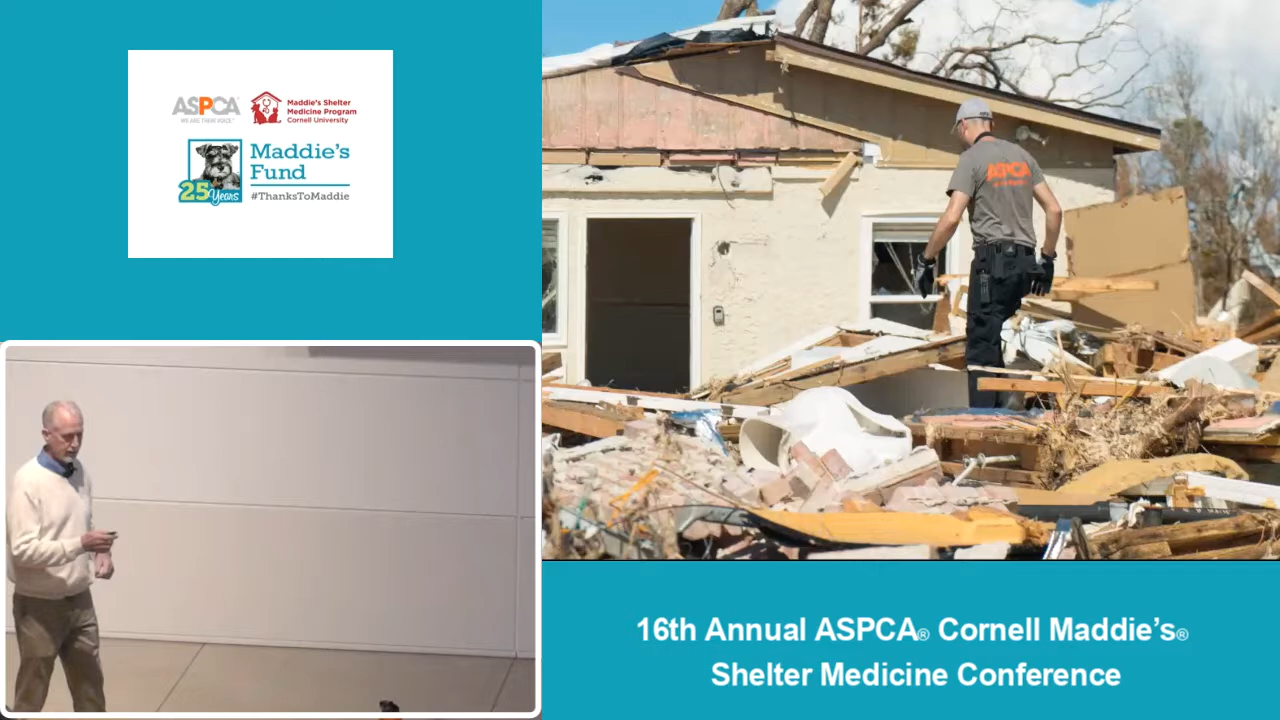 ASPCA
WE ARE THEIR VOICE.
Maddie's Shelter
Medicine Program
Cornell University
Maddie's
Fund
25 Years
#ThanksToMaddie
ASPCA
16th Annual ASPCA® Cornell Maddie's®
Shelter Medicine Conference